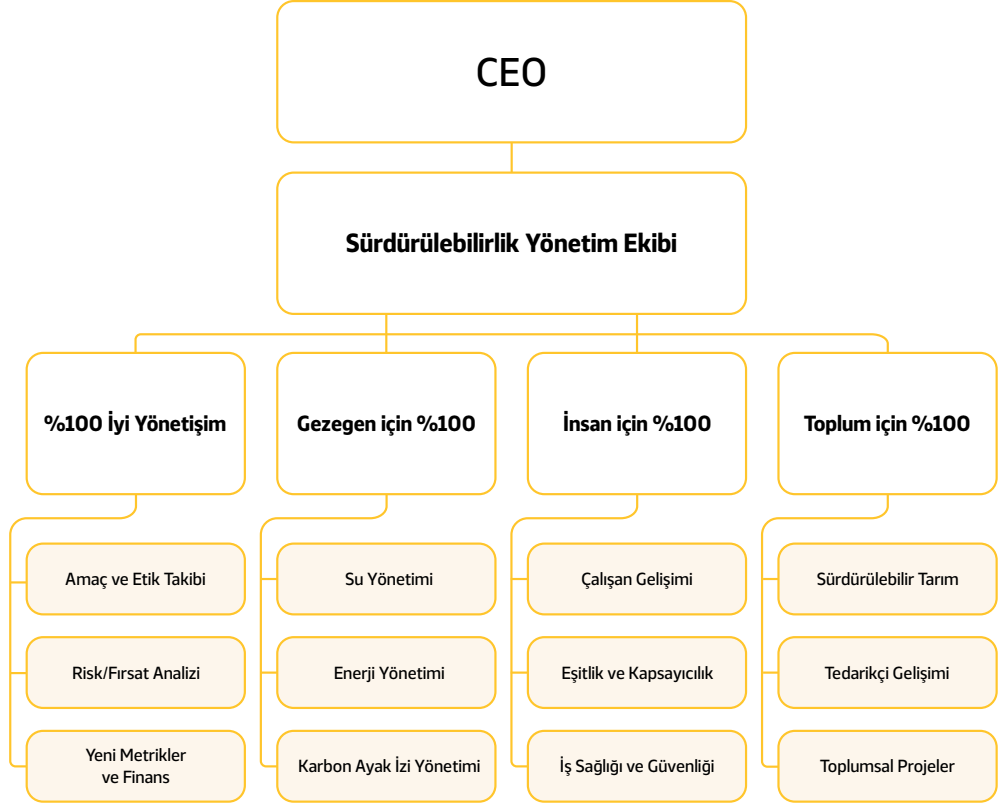 CEO
Sürdürülebilirlik Yönetim Ekibi
%100 İyi Yönetişim
Gezegen için %100
İnsan için %100
Toplum için %100
Amaç ve Etik Takibi
Su Yönetimi
Çalışan Gelişimi
Sürdürülebilir Tarım
Risk/Fırsat Analizi
Enerji Yönetimi
Eşitlik ve Kapsayıcılık
Tedarikçi Gelişimi
Yeni Metrikler
ve Finans
Karbon Ayak İzi Yönetimi
İş Sağlığı ve Güvenliği
Toplumsal Projeler